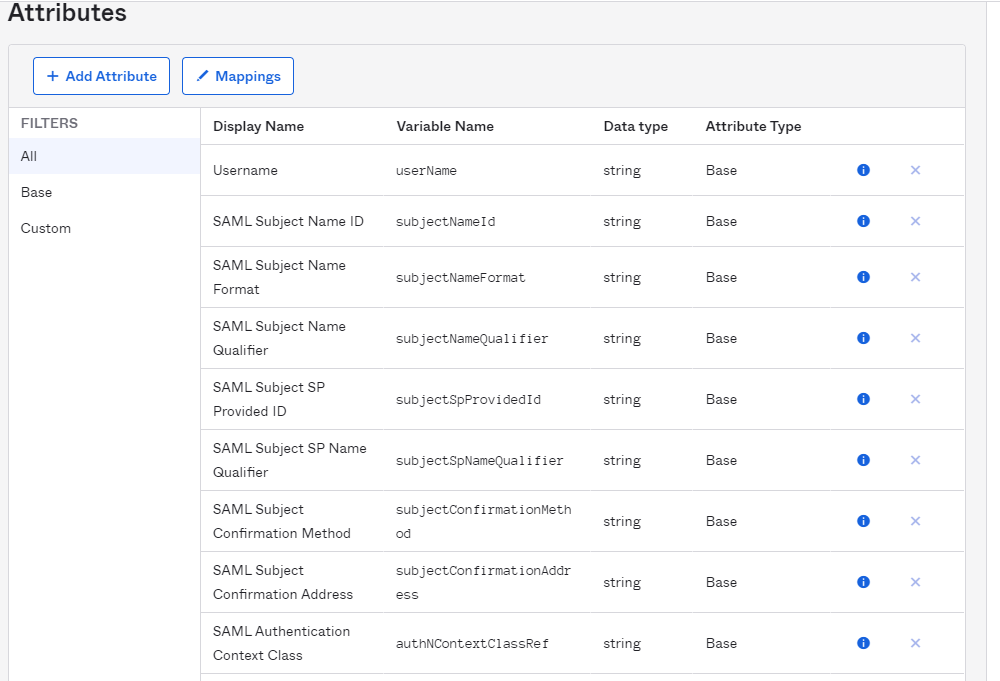 Attributes
+ Add Attribute
Mappings
FILTERS
All
Base
Custom
Display Name Variable Name Data type Attribute Type
Username userName string Base
SAML Subject Name ID subjectNameId string Base
SAML Subject Name
Format
subjectNameFormat string Base
SAML Subject Name
Qualifier
subjectNameQualifier string Base
SAML Subject SP
Provided ID
subjectSpProvidedId string Base
SAML Subject SP Name
Qualifier
subjectSpNameQualifier string Base
SAML Subject
Confirmation Method
subjectConfirmationMeth
od
string Base
SAML Subject
Confirmation Address
subjectConfirmationAddr
ess
string Base
SAML Authentication
Context Class
authNContextClassRef string Base